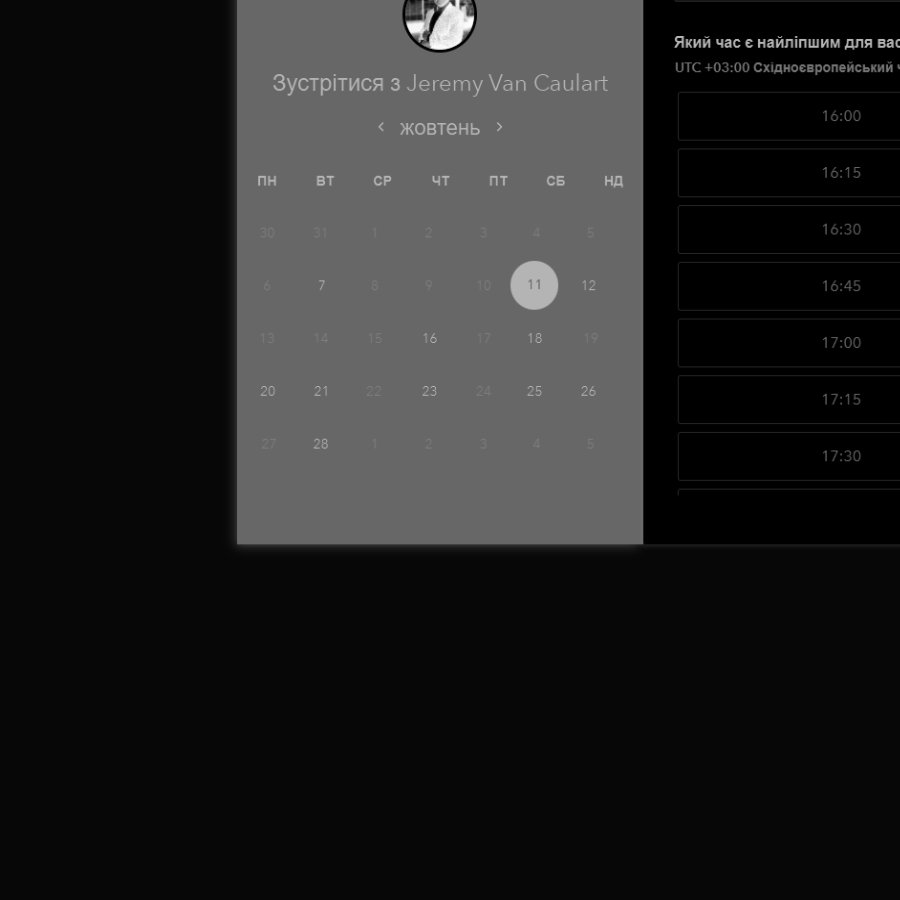 Зустрітися з Jeremy Van Caulart
‹ жовтень ›
ПН ВТ СР ЧТ ПТ СБ НД
30 31 1 2 3 4 5
6 7 8 9 10 11 12
13 14 15 16 17 18 19
20 21 22 23 24 25 26
27 28 1 2 3 4 5
Який час є найліпшим для вас
UTC +03:00 Східноєвропейський
16:00
16:15
16:30
16:45
17:00
17:15
17:30